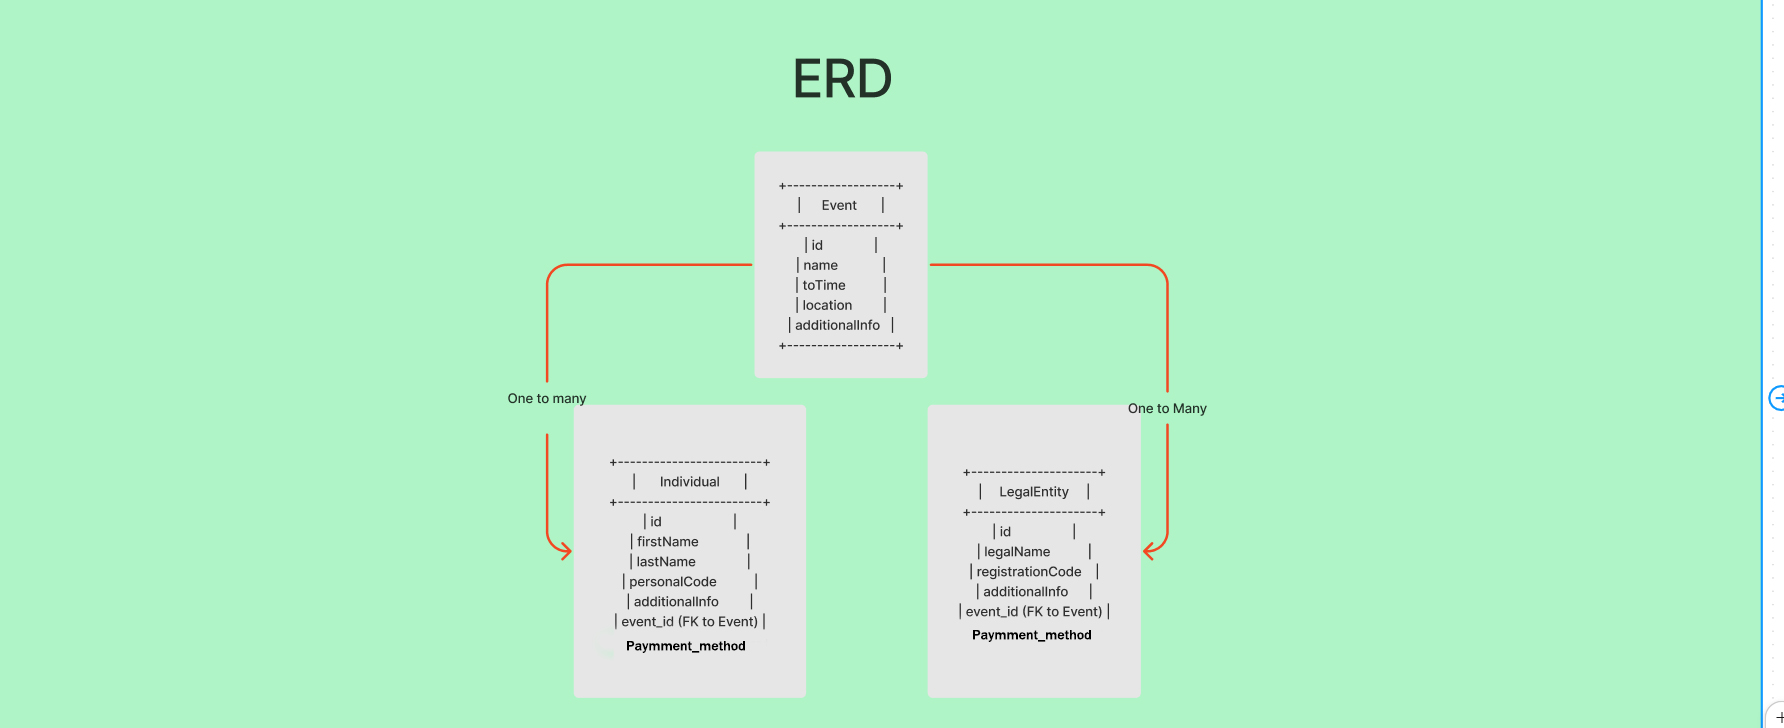 ERD
+------------------+
| Event |
+------------------+
| id |
| name |
| toTime |
| location |
| additionalInfo |
+------------------+
One to many
One to Many
+------------------------+
| Individual |
+------------------------+
| id |
| firstName |
| lastName |
| personalCode |
| additionalInfo |
| event_id (FK to Event) |
Paymment_method
+---------------------+
| LegalEntity |
+---------------------+
| id |
| legalName |
| registrationCode |
| additionalInfo |
| event_id (FK to Event) |
Paymment_method